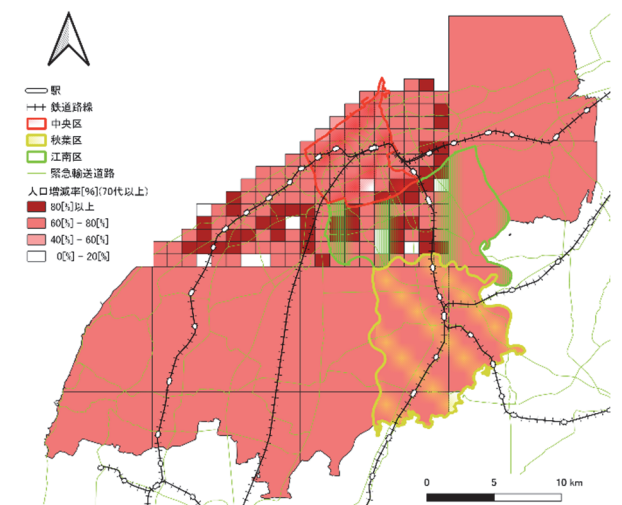 駅
鉄道路線
中央区
秋葉区
江南区
緊急輸送道路
人口増減率[%](70代以上)
80[%]以上
60[%] - 80[%]
40[%] - 60[%]
0[%] - 20[%]
0 5 10 km